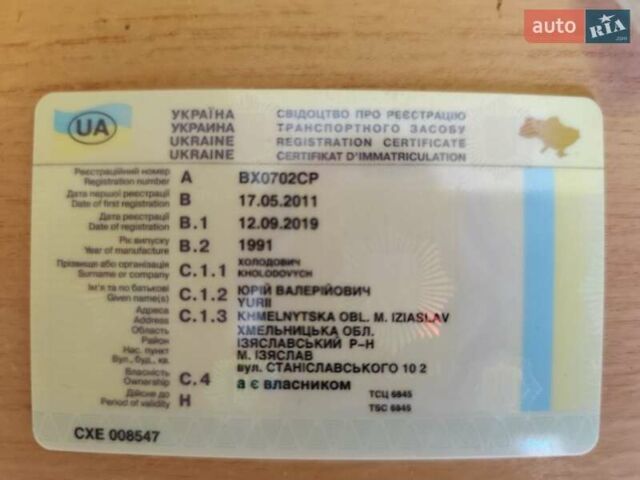 auto RIA.com
УКРАЇНА СВІДОЦТВО ПРО РЕЄСТРАЦІЮ
УКРАИНА ТРАНСПОРТНОГО ЗАСОБУ
UA UKRAINE REGISTRATION CERTIFICATE
UKRAINE CERTIFIKAT D'IMMATRICULATION
Реєстраційний номер
Registration number A BX0702CP
Дата першої реєстрації
Date of first registration B 17.05.2011
Дата реєстрації
Date of registration B.1 12.09.2019
Рік випуску
Year of manufacture B.2 1991
Прізвище або організація ХОЛОДОВИЧ
Surname or company C.1.1 KHOLODOVYCH
Ім'я та по батькові C.1.2 ЮРІЙ ВАЛЕРІЙОВИЧ
Given name(s) YURII
Адреса C.1.3 KHMELNYTSKA OBL. M. IZIASLAV
Address
Область ХМЕЛЬНИЦЬКА ОБЛ.
Район ІЗЯСЛАВСЬКИЙ Р-Н
Нас. пункт М. ІЗЯСЛАВ
Вул., буд., кв. вул. СТАНІСЛАВСЬКОГО 10 2
Власність
Ownership C.4 а є власником
Дійсне до ТСЦ 6845
Period of validity H TSC 6845
CXE 008547